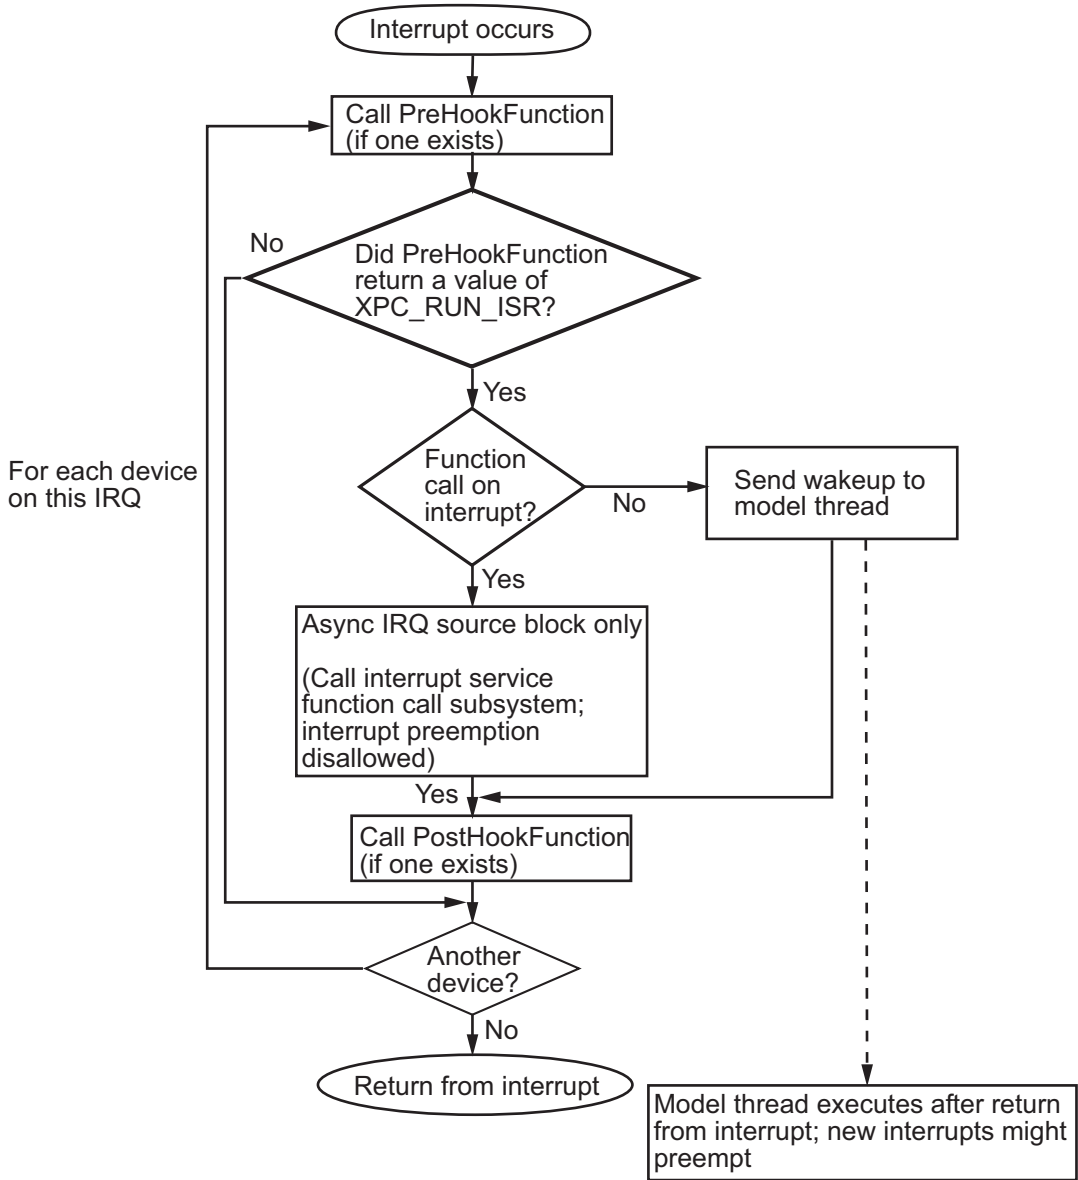 Interrupt occurs
Call PreHookFunction
(if one exists)
No
Did PreHookFunction
return a value of
XPC_RUN_ISR?
Yes
For each device
on this IRQ
Function
call on
interrupt?
No
Send wakeup to
model thread
Yes
Async IRQ source block only
(Call interrupt service
function call subsystem;
interrupt preemption
disallowed)
Yes
Call PostHookFunction
(if one exists)
Another
device?
No
Return from interrupt
Model thread executes after return
from interrupt; new interrupts might
preempt